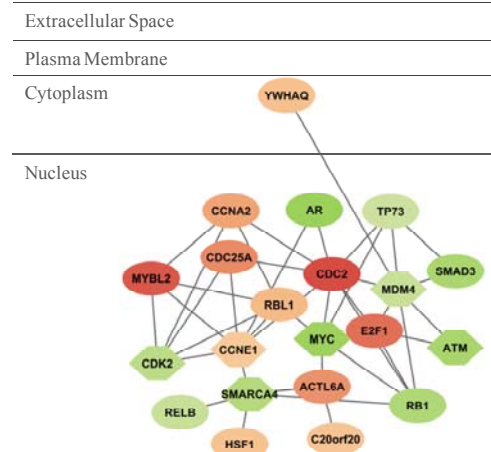 Extracellular Space
Plasma Membrane
Cytoplasm
YWHAQ
Nucleus
CCNA2
AR
TP73
CDC25A
MYBL2
CDC2
SMAD3
MDM4
RBL1
E2F1
MYC
ATM
CCNE1
CDK2
ACTL6A
SMARCA4
RB1
RELB
HSF1
C20orf20